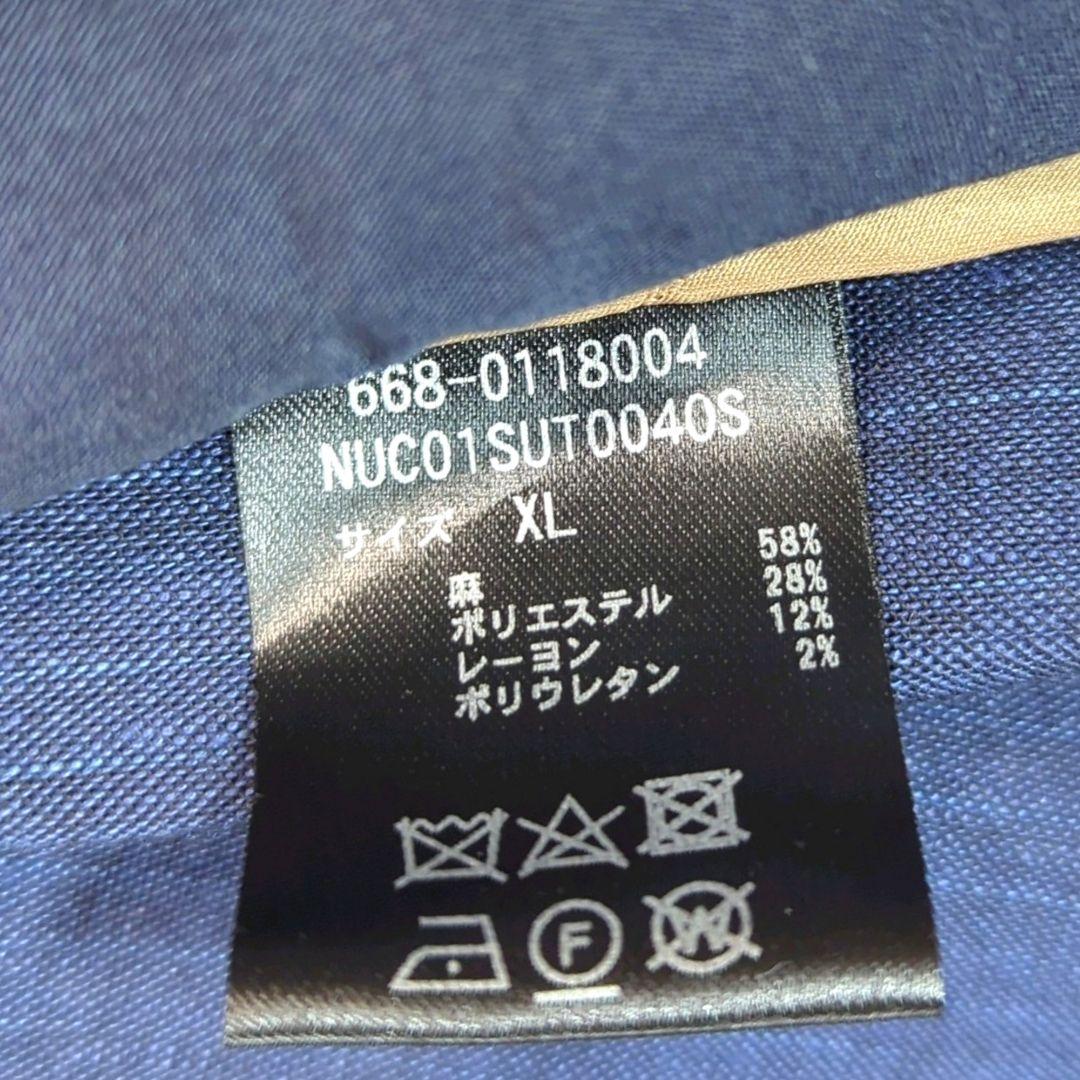 668-0118004
NUC01SUT0040S
サイズ XL
麻 58%
ポリエステル 28%
レーヨン 12%
ポリウレタン 2%
F W